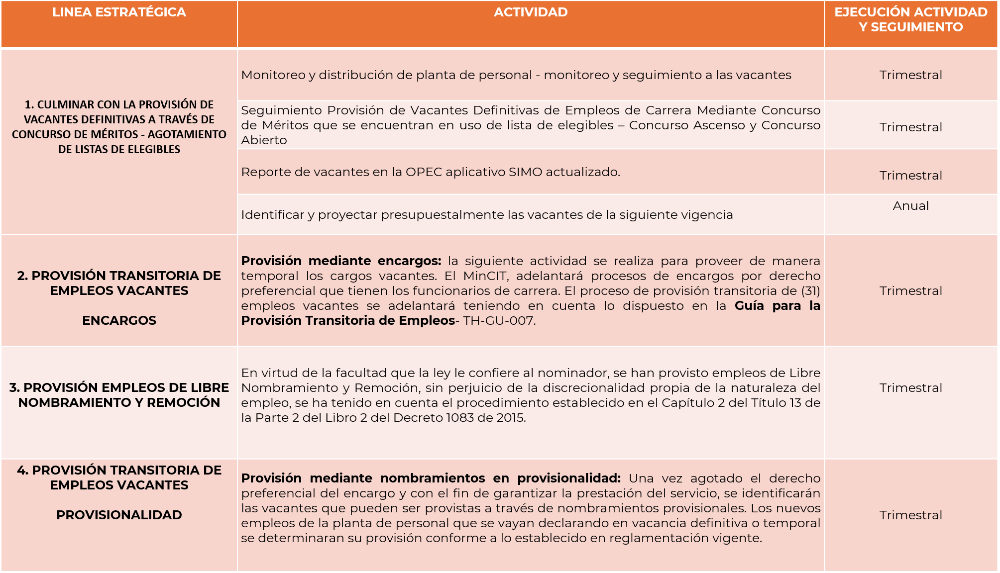 LINEA ESTRATÉGICA
ACTIVIDAD
EJECUCIÓN ACTIVIDAD
Y SEGUIMIENTO
1. CULMINAR CON LA PROVISIÓN DE
VACANTES DEFINITIVAS A TRAVÉS DE
CONCURSO DE MÉRITOS - AGOTAMIENTO
DE LISTAS DE ELEGIBLES
Monitoreo y distribución de planta de personal - monitoreo y seguimiento a las vacantes
Trimestral
Seguimiento Provisión de Vacantes Definitivas de Empleos de Carrera Mediante Concurso
de Méritos que se encuentran en uso de lista de elegibles – Concurso Ascenso y Concurso
Abierto
Trimestral
Reporte de vacantes en la OPEC aplicativo SIMO actualizado.
Trimestral
Identificar y proyectar presupuestalmente las vacantes de la siguiente vigencia
Anual
2. PROVISIÓN TRANSITORIA DE
EMPLEOS VACANTES
ENCARGOS
Provisión mediante encargos: la siguiente actividad se realiza para proveer de manera
temporal los cargos vacantes. El MinCIT, adelantará procesos de encargos por derecho
preferencial que tienen los funcionarios de carrera. El proceso de provisión transitoria de (31)
empleos vacantes se adelantará teniendo en cuenta lo dispuesto en la Guía para la
Provisión Transitoria de Empleos- TH-GU-007.
Trimestral
3. PROVISIÓN EMPLEOS DE LIBRE
NOMBRAMIENTO Y REMOCIÓN
En virtud de la facultad que la ley le confiere al nominador, se han provisto empleos de Libre
Nombramiento y Remoción, sin perjuicio de la discrecionalidad propia de la naturaleza del
empleo, se ha tenido en cuenta el procedimiento establecido en el Capítulo 2 del Título 13 de
la Parte 2 del Libro 2 del Decreto 1083 de 2015.
Trimestral
4. PROVISIÓN TRANSITORIA DE
EMPLEOS VACANTES
PROVISIONALIDAD
Provisión mediante nombramientos en provisionalidad: Una vez agotado el derecho
preferencial del encargo y con el fin de garantizar la prestación del servicio, se identificarán
las vacantes que pueden ser provistas a través de nombramientos provisionales. Los nuevos
empleos de la planta de personal que se vayan declarando en vacancia definitiva o temporal
se determinaran su provisión conforme a lo establecido en reglamentación vigente.
Trimestral